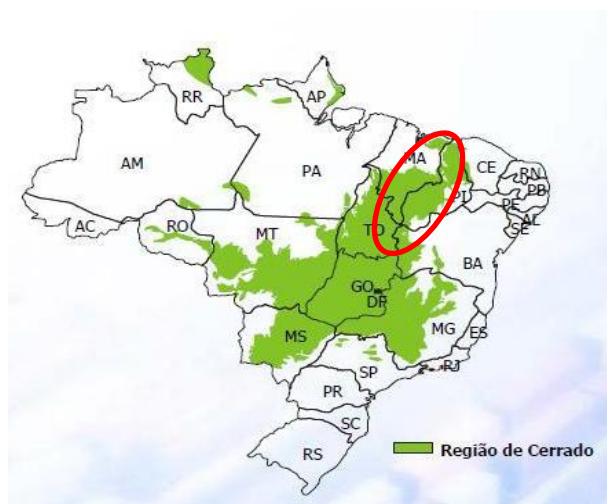 RR
AP
AM
PA
MA
CE
RN
PB
PI
PE
AL
SE
AC
RO
MT
TO
BA
GO
DF
MG
ES
MS
SP
RJ
PR
SC
RS
Região de Cerrado